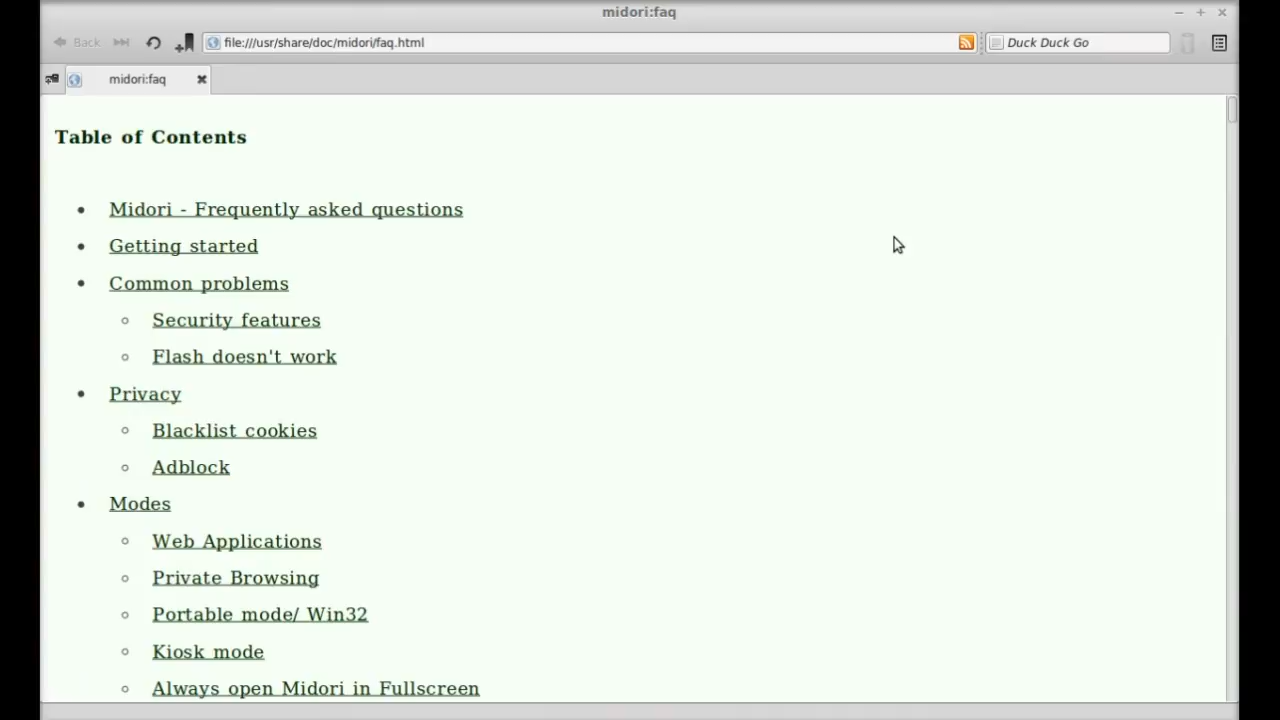 midori:faq
Back
file:///usr/share/doc/midori/faq.html
Duck Duck Go
midori:faq
Table of Contents
Midori - Frequently asked questions
Getting started
Common problems
Security features
Flash doesn't work
Privacy
Blacklist cookies
Adblock
Modes
Web Applications
Private Browsing
Portable mode/ Win32
Kiosk mode
Always open Midori in Fullscreen